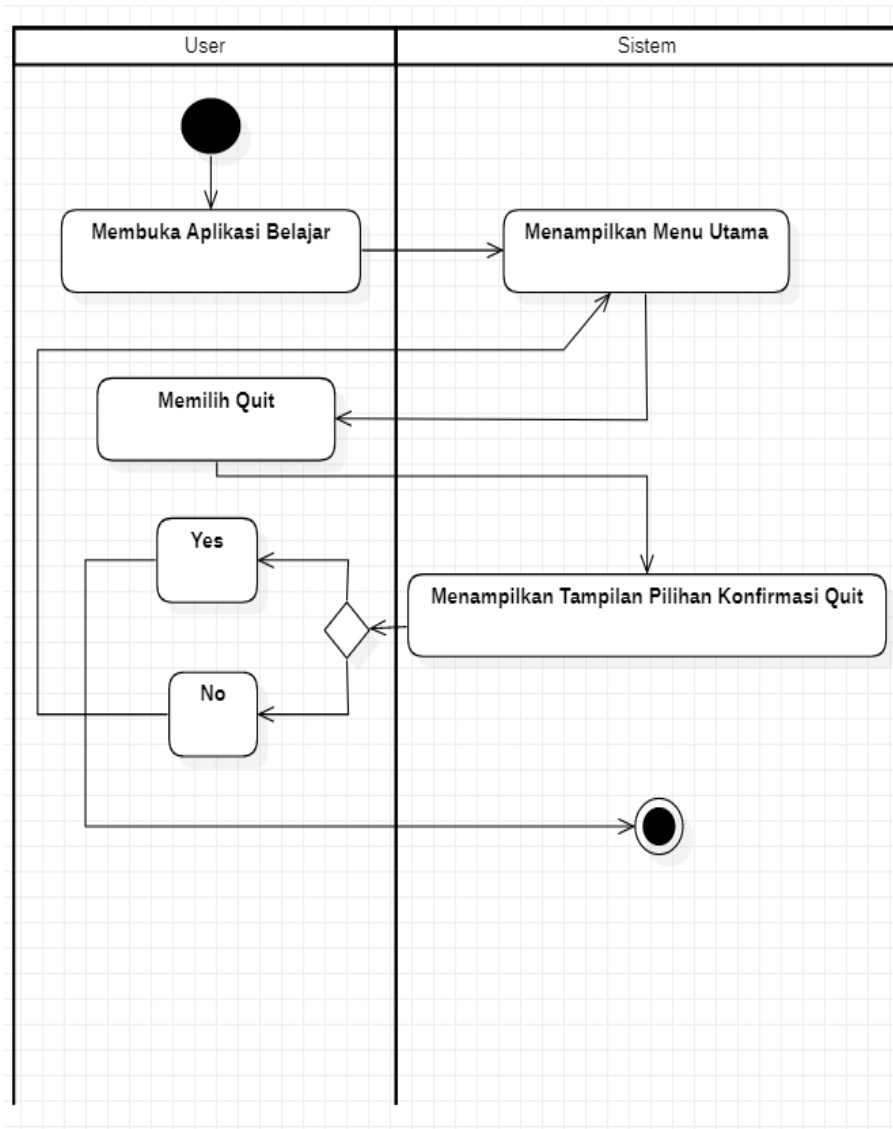 User
Sistem
Membuka Aplikasi Belajar
Menampilkan Menu Utama
Memilih Quit
Yes
Menampilkan Tampilan Pilihan Konfirmasi Quit
No